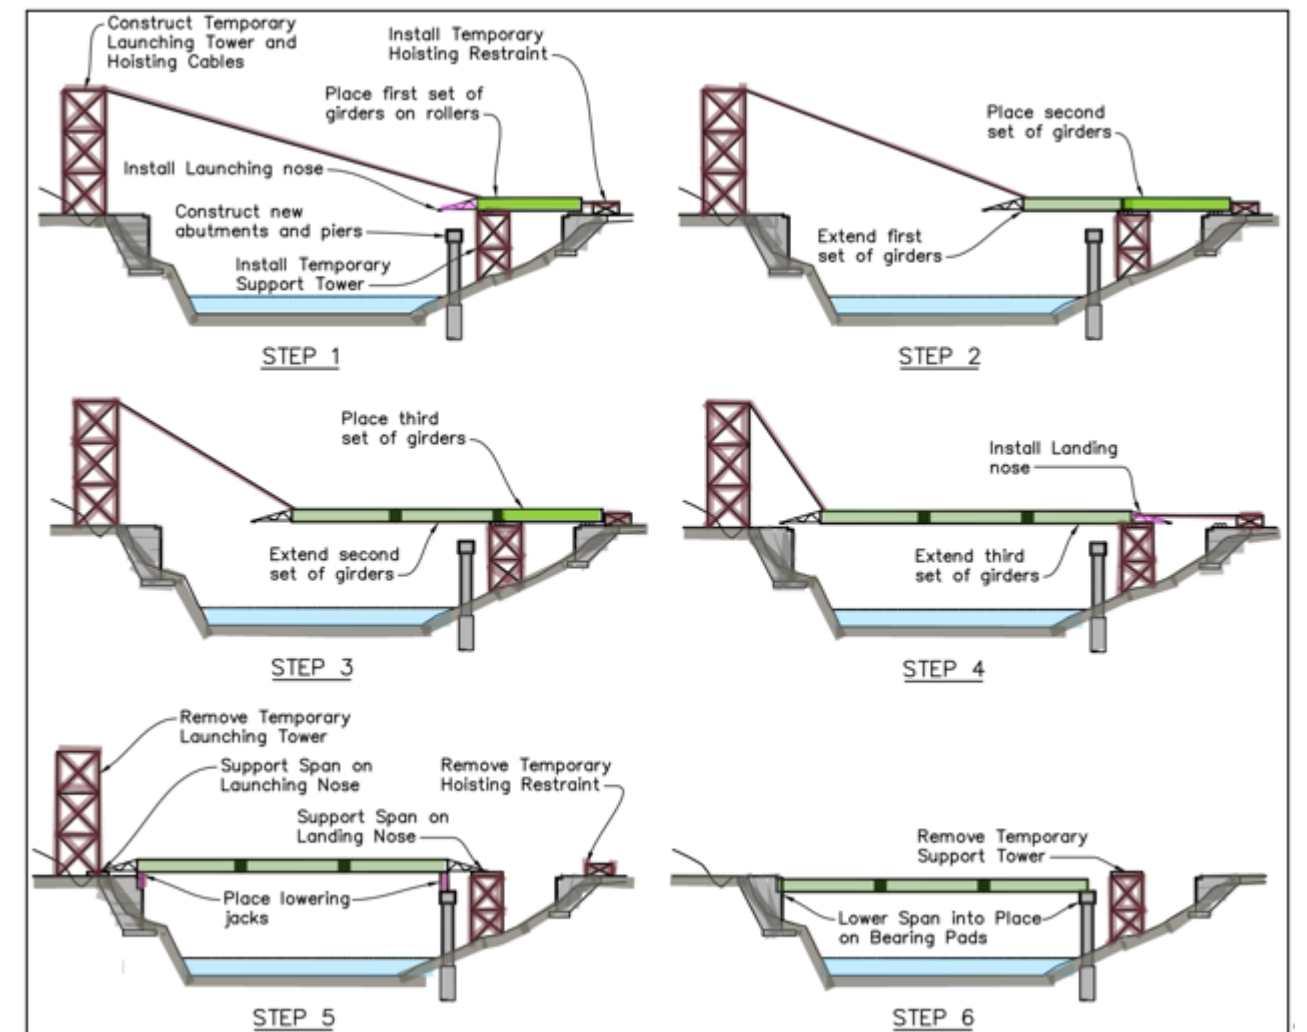 Construct Temporary
Launching Tower and
Hoisting Cables
Install Temporary
Hoisting Restraint
Place first set of
girders on rollers
Install Launching nose
Construct new
abutments and piers
Install Temporary
Support Tower
STEP 1
Place second
set of girders
Extend first
set of girders
STEP 2
Place third
set of girders
Extend second
set of girders
STEP 3
Install Landing
nose
Extend third
set of girders
STEP 4
Remove Temporary
Launching Tower
Support Span on
Launching Nose
Remove Temporary
Hoisting Restraint
Support Span on
Landing Nose
Place lowering
jacks
STEP 5
Remove Temporary
Support Tower
Lower Span into Place
on Bearing Pads
STEP 6